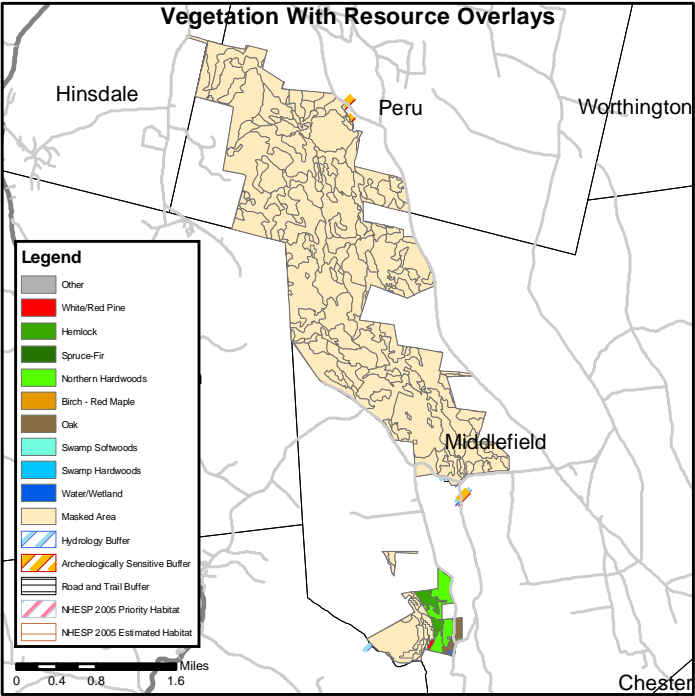 Vegetation With Resource Overlays
Hinsdale
Peru
Worthington
Legend
Other
White/Red Pine
Hemlock
Spruce-Fir
Northern Hardwoods
Birch - Red Maple
Oak
Swamp Softwoods
Swamp Hardwoods
Water/Wetland
Masked Area
Hydrology Buffer
Archeologically Sensitive Buffer
Road and Trail Buffer
NHESP 2005 Priority Habitat
NHESP 2005 Estimated Habitat
Middlefield
Miles
0 0.4 0.8 1.6
Chester